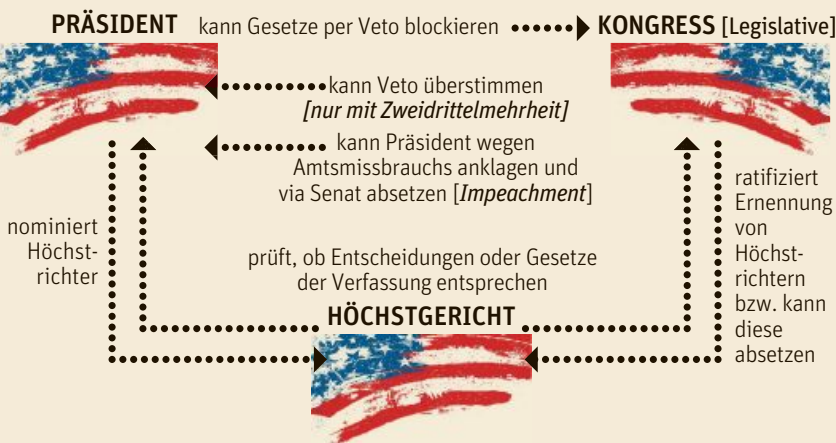 PRÄSIDENT kann Gesetze per Veto blockieren KONGRESS [Legislative]
kann Veto überstimmen
[nur mit Zweidrittelmehrheit]
kann Präsident wegen
Amtsmissbrauchs anklagen und
via Senat absetzen [Impeachment]
nominiert
Höchst-
richter
prüft, ob Entscheidungen oder Gesetze
der Verfassung entsprechen
HÖCHSTGERICHT
ratifiziert
Ernennung
von
Höchst-
richtern
bzw. kann
diese
absetzen